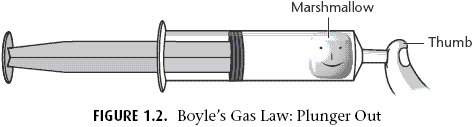 Marshmallow
Thumb
FIGURE 1.2. Boyle's Gas Law: Plunger Out